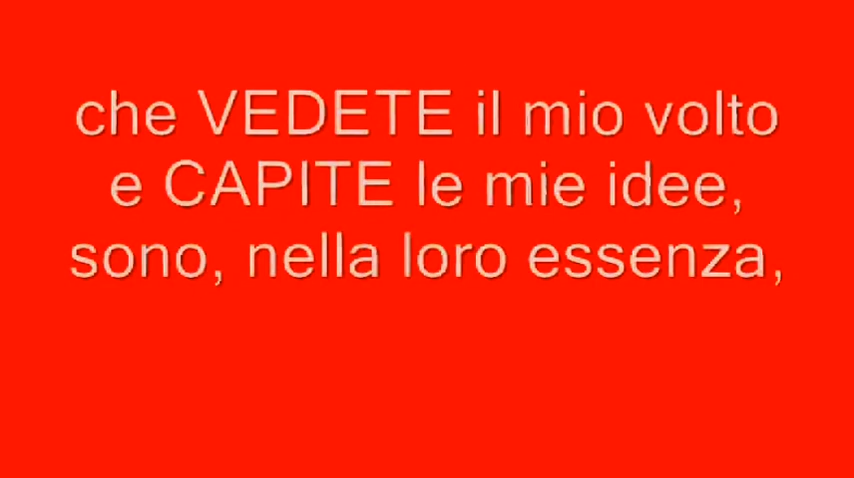 che VEDETE il mio volto
e CAPITE le mie idee,
sono, nella loro essenza,